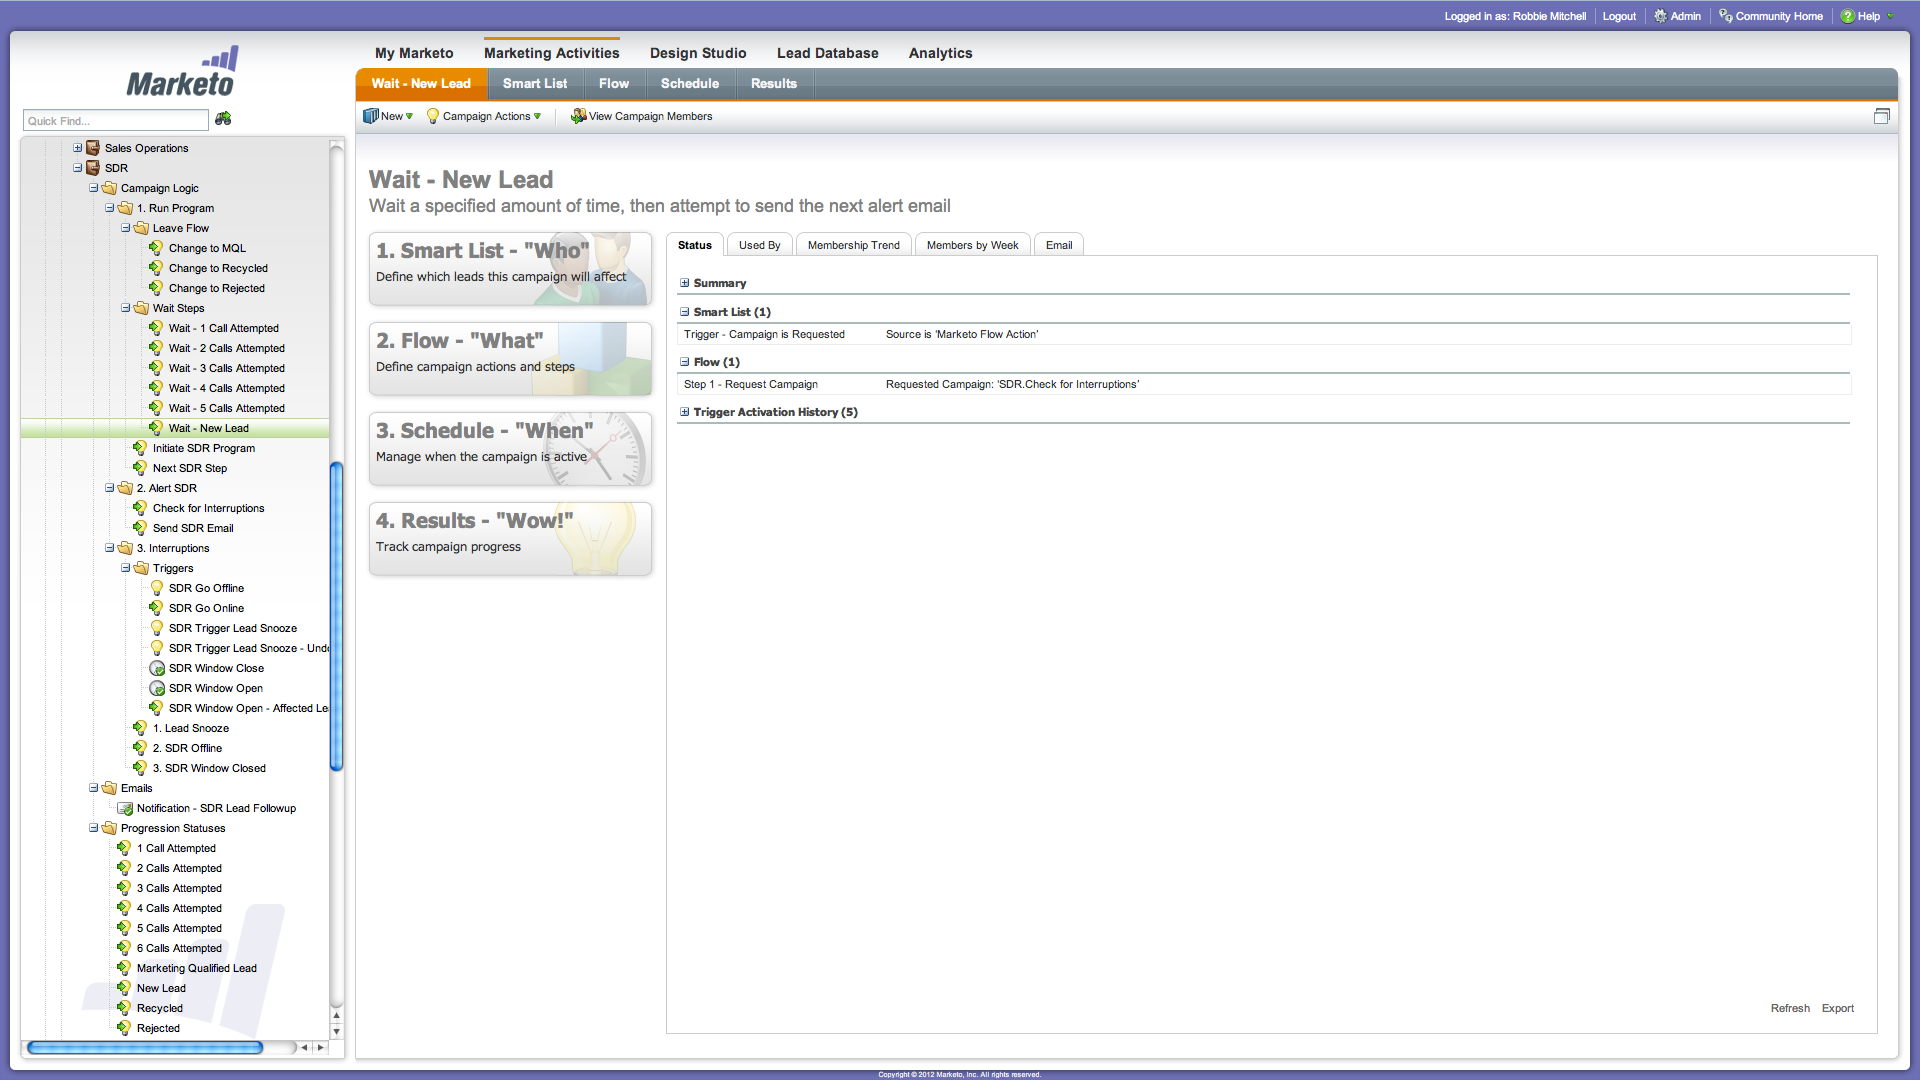 Logged in as: Robbie Mitchell
Logout
Admin
Community Home
Help
Marketo
My Marketo
Marketing Activities
Design Studio
Lead Database
Analytics
Wait - New Lead
Smart List
Flow
Schedule
Results
Quick Find...
New
Campaign Actions
View Campaign Members
Sales Operations
SDR
Campaign Logic
1. Run Program
Leave Flow
Change to MQL
Change to Recycled
Change to Rejected
Wait Steps
Wait - 1 Call Attempted
Wait - 2 Calls Attempted
Wait - 3 Calls Attempted
Wait - 4 Calls Attempted
Wait - 5 Calls Attempted
Wait - New Lead
Initiate SDR Program
Next SDR Step
2. Alert SDR
Check for Interruptions
Send SDR Email
3. Interruptions
Triggers
SDR Go Offline
SDR Go Online
SDR Trigger Lead Snooze
SDR Trigger Lead Snooze - Undo
SDR Window Close
SDR Window Open
SDR Window Open - Affected Le
1. Lead Snooze
2. SDR Offline
3. SDR Window Closed
Emails
Notification - SDR Lead Followup
Progression Statuses
1 Call Attempted
2 Calls Attempted
3 Calls Attempted
4 Calls Attempted
5 Calls Attempted
6 Calls Attempted
Marketing Qualified Lead
New Lead
Recycled
Rejected
Wait - New Lead
Wait a specified amount of time, then attempt to send the next alert email
1. Smart List - "Who"
Define which leads this campaign will affect
2. Flow - "What"
Define campaign actions and steps
3. Schedule - "When"
Manage when the campaign is active
4. Results - "Wow!"
Track campaign progress
Status
Used By
Membership Trend
Members by Week
Email
Summary
Smart List (1)
Trigger - Campaign is Requested
Source is 'Marketo Flow Action'
Flow (1)
Step 1 - Request Campaign
Requested Campaign: 'SDR.Check for Interruptions'
Trigger Activation History (5)
Refresh
Export
Copyright © 2012 Marketo, Inc. All rights reserved.